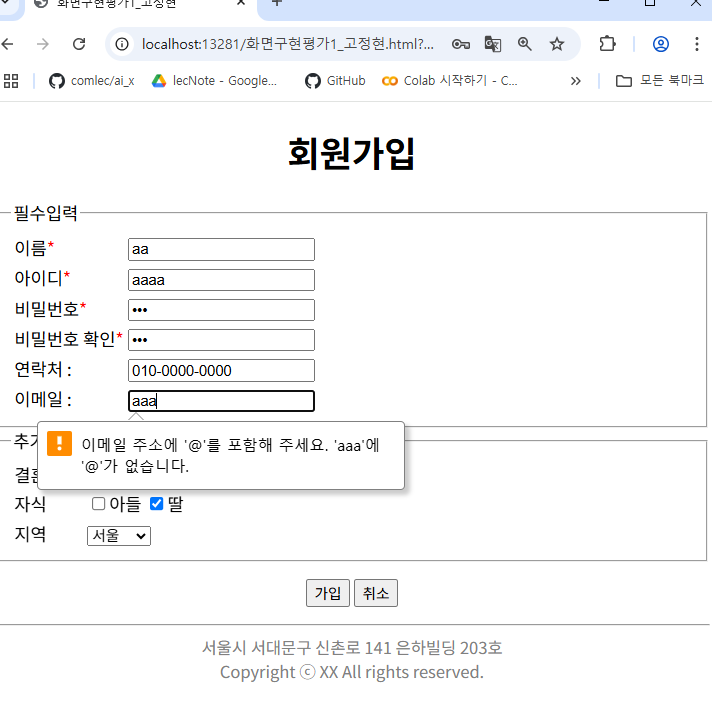 화면구현평가1_고정현
localhost:13281/화면구현평가1_고정현.html?...
comlec/ai_x
lecNote - Google...
GitHub
Colab 시작하기 - C...
모든 북마크
회원가입
필수입력
이름* aa
아이디* aaaa
비밀번호* •••
비밀번호 확인* •••
연락처 : 010-0000-0000
이메일 : aaa
이메일 주소에 '@'를 포함해 주세요. 'aaa'에
'@'가 없습니다.
자식 아들 딸
지역 서울
가입 취소
서울시 서대문구 신촌로 141 은하빌딩 203호
Copyright ⓒ XX All rights reserved.